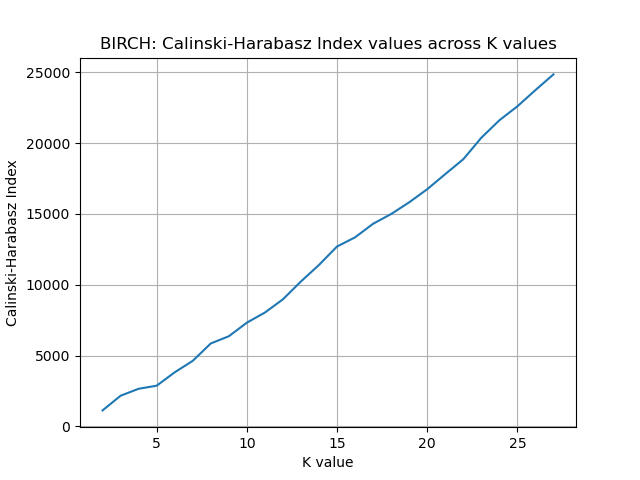 BIRCH: Calinski-Harabasz Index values across K values
25000
20000
15000
10000
5000
0
Calinski-Harabasz Index
5 10 15 20 25
K value